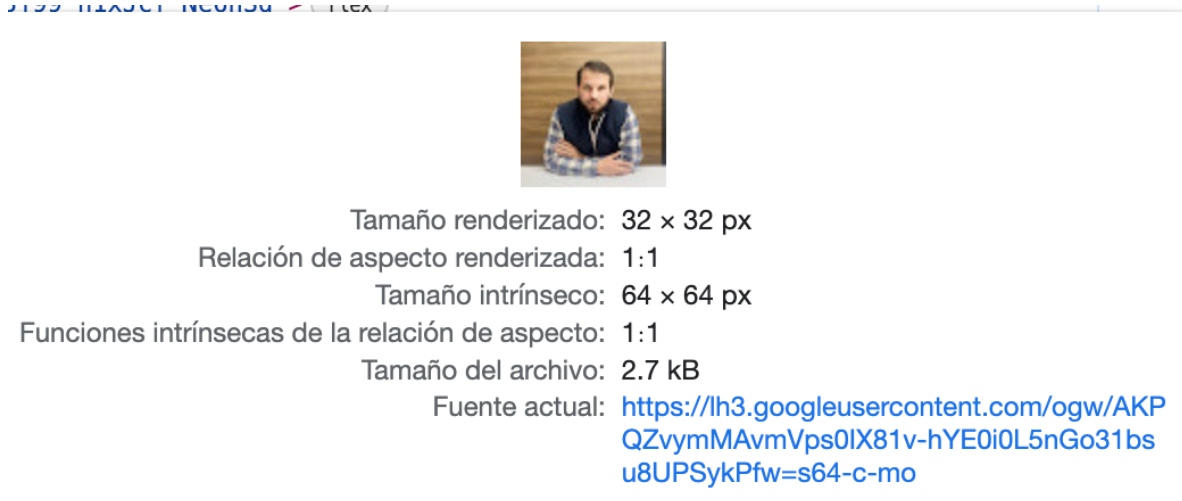 Tamaño renderizado: 32 × 32 px
Relación de aspecto renderizada: 1:1
Tamaño intrínseco: 64 × 64 px
Funciones intrínsecas de la relación de aspecto: 1:1
Tamaño del archivo: 2.7 kB
Fuente actual: https://lh3.googleusercontent.com/ogw/AKP
QZvymMAvmVps0lX81v-hYE0i0L5nGo31bs
u8UPSykPfw=s64-c-mo